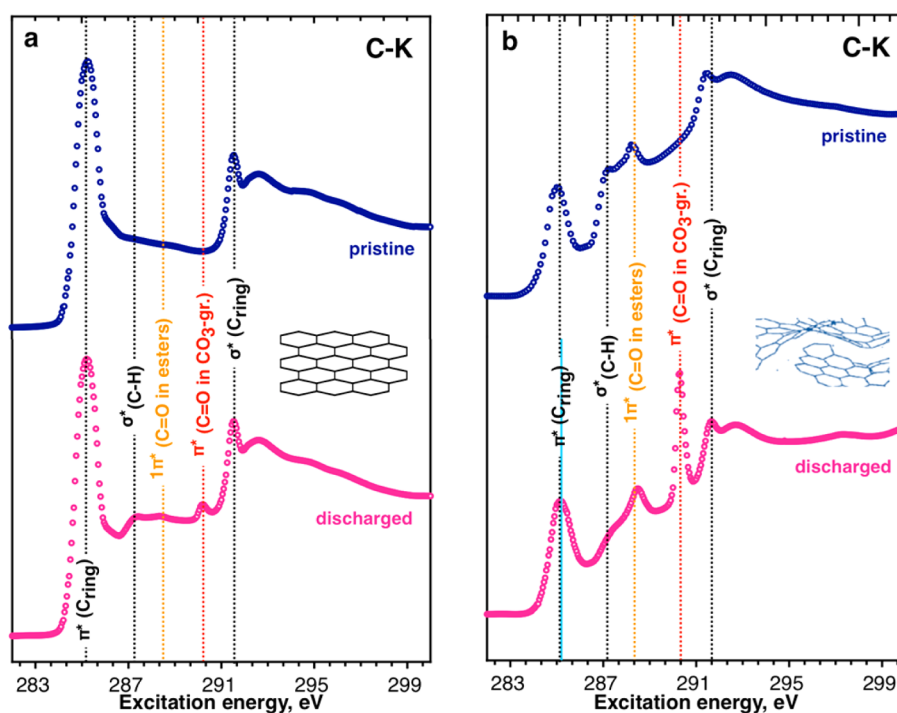 a
C-K
pristine
π* (Cring)
σ* (C-H)
1π* (C=O in esters)
π* (C=O in CO3-gr.)
σ* (Cring)
discharged
283
287
291
295
299
Excitation energy, eV
b
C-K
pristine
π* (Cring)
σ* (C-H)
1π* (C=O in esters)
π* (C=O in CO3-gr.)
σ* (Cring)
discharged
283
287
291
295
299
Excitation energy, eV